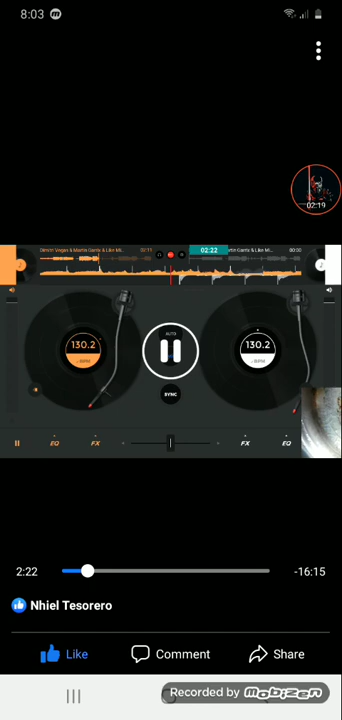 8:03
02:19
Dimitri Vegas & Martin Garrix & Like Mi...
02:11
02:22
rtin Garrix & Like Mi...
00:00
130.2
BPM
AUTO
130.2
BPM
SYNC
EQ
FX
FX
EQ
2:22
-16:15
Nhiel Tesorero
Like
Comment
Share
Recorded by Mobizen